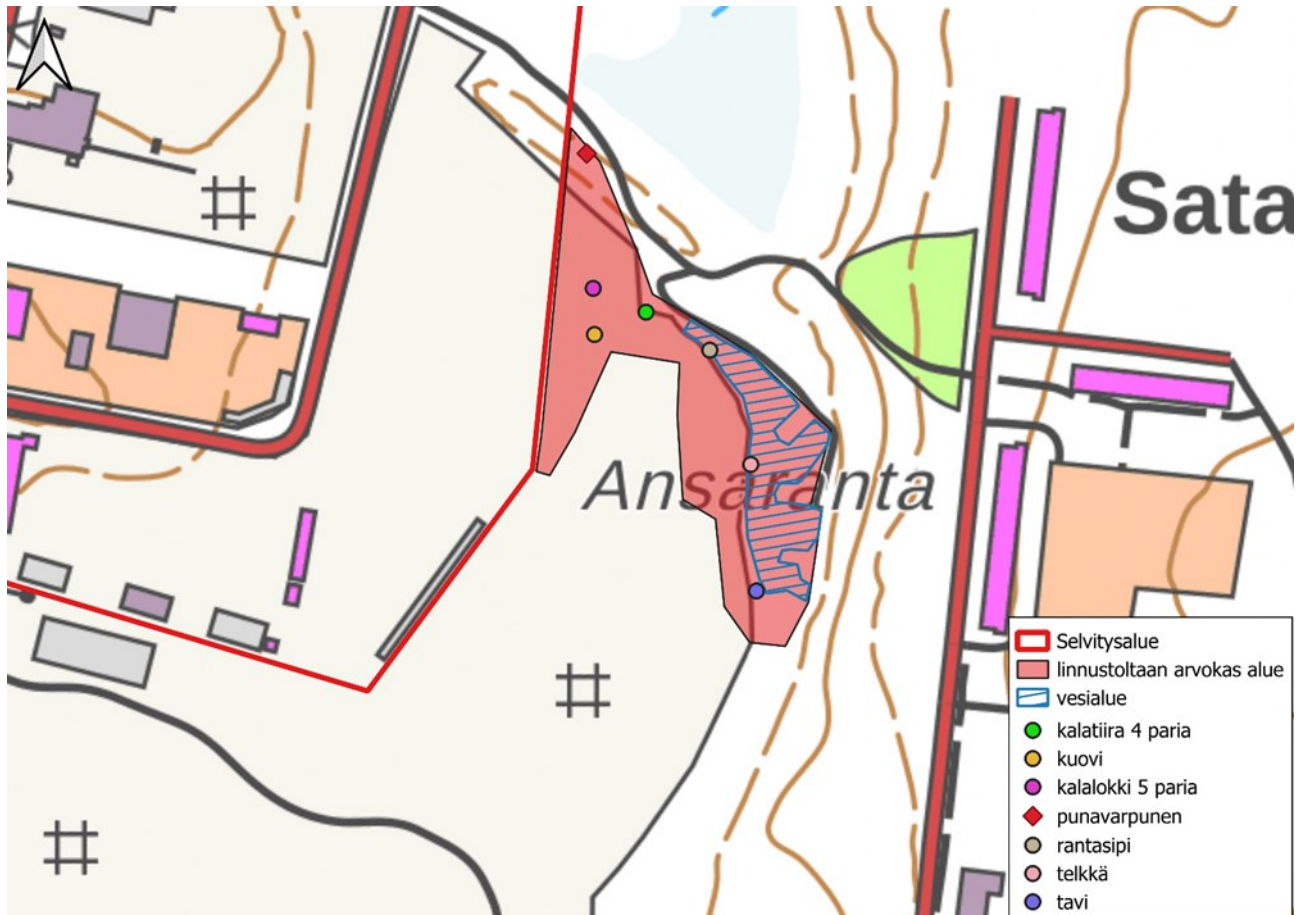 Sata
Ansaranta
Selvitysalue
linnustoltaan arvokas alue
vesialue
kalatiira 4 paria
kuovi
kalalokki 5 paria
punavarpunen
rantasipi
telkkä
tavi